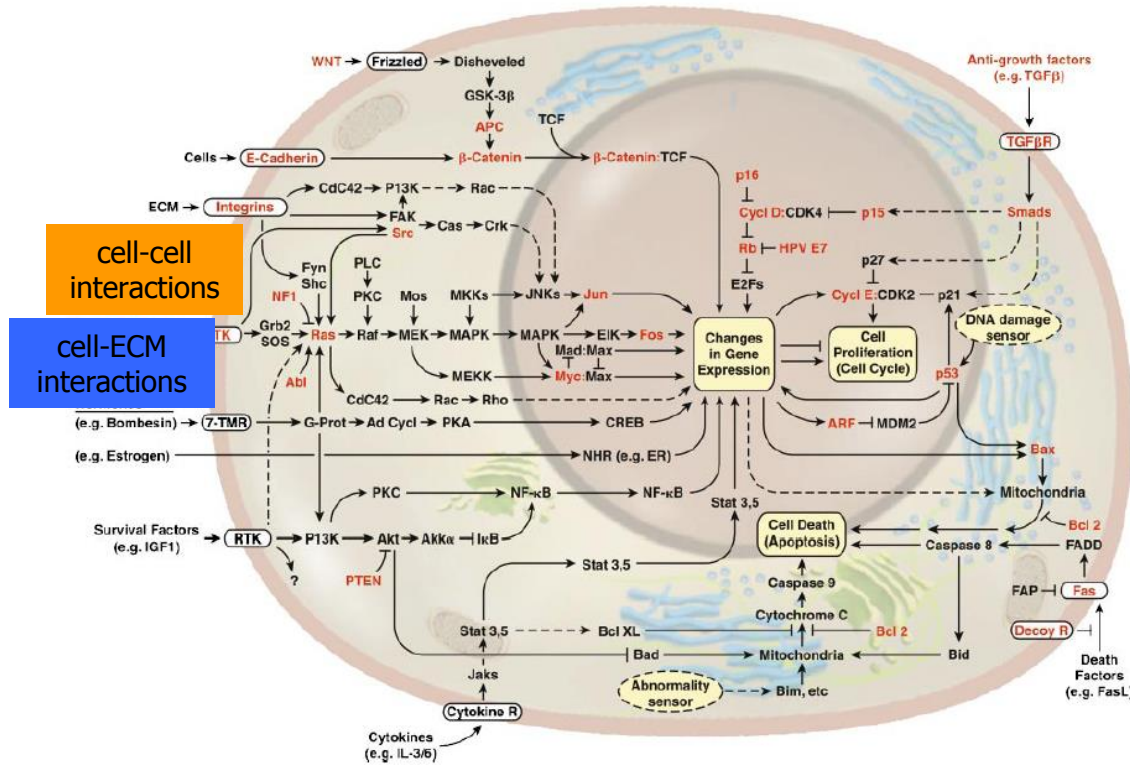 WNT
Frizzled
Disheveled
GSK-3β
APC
TCF
Cells
E-Cadherin
β-Catenin
β-Catenin:TCF
Anti-growth factors
(e.g. TGFβ)
TGFβR
ECM
Integrins
CdC42
P13K
Rac
FAK
Src
Cas
Crk
p16
Cycl D:CDK4
p15
Smads
Rb
HPV E7
E2Fs
p27
Cycl E:CDK2
p21
DNA damage
sensor
cell-cell
interactions
Fyn
Shc
NF1
PLC
PKC
Mos
MKKs
JNKs
Jun
cell-ECM
interactions
TK
Grb2
SOS
Ras
Raf
MEK
MAPK
MAPK
ElK
Fos
Mad:Max
Myc:Max
MEKK
Abl
CdC42
Rac
Rho
Changes
in Gene
Expression
Cell
Proliferation
(Cell Cycle)
p53
ARF
MDM2
(e.g. Bombesin)
7-TMR
G-Prot
Ad Cycl
PKA
CREB
(e.g. Estrogen)
NHR (e.g. ER)
Bax
PKC
NF-κB
NF-κB
Stat 3,5
Mitochondria
Survival Factors
(e.g. IGF1)
RTK
P13K
Akt
Akkα
IκB
?
PTEN
Cell Death
(Apoptosis)
Bcl 2
Caspase 8
FADD
Stat 3,5
Caspase 9
FAP
Fas
Cytochrome C
Stat 3,5
Bcl XL
Bcl 2
Decoy R
Bad
Mitochondria
Bid
Jaks
Abnormality
sensor
Bim, etc
Death
Factors
(e.g. FasL)
Cytokine R
Cytokines
(e.g. IL-3/6)